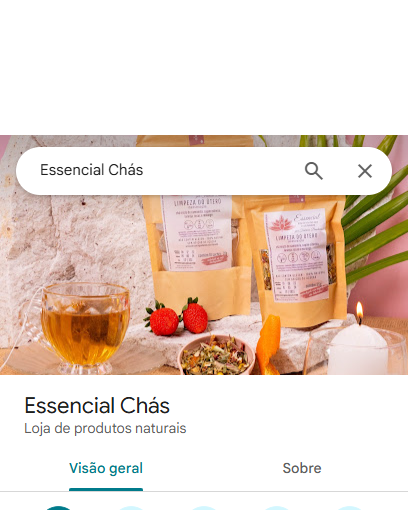 Essencial Chás
LIMPEZA DO ÚTERO
Essencial
LIMPEZA DO ÚTERO
Essencial Chás
Loja de produtos naturais
Visão geral
Sobre